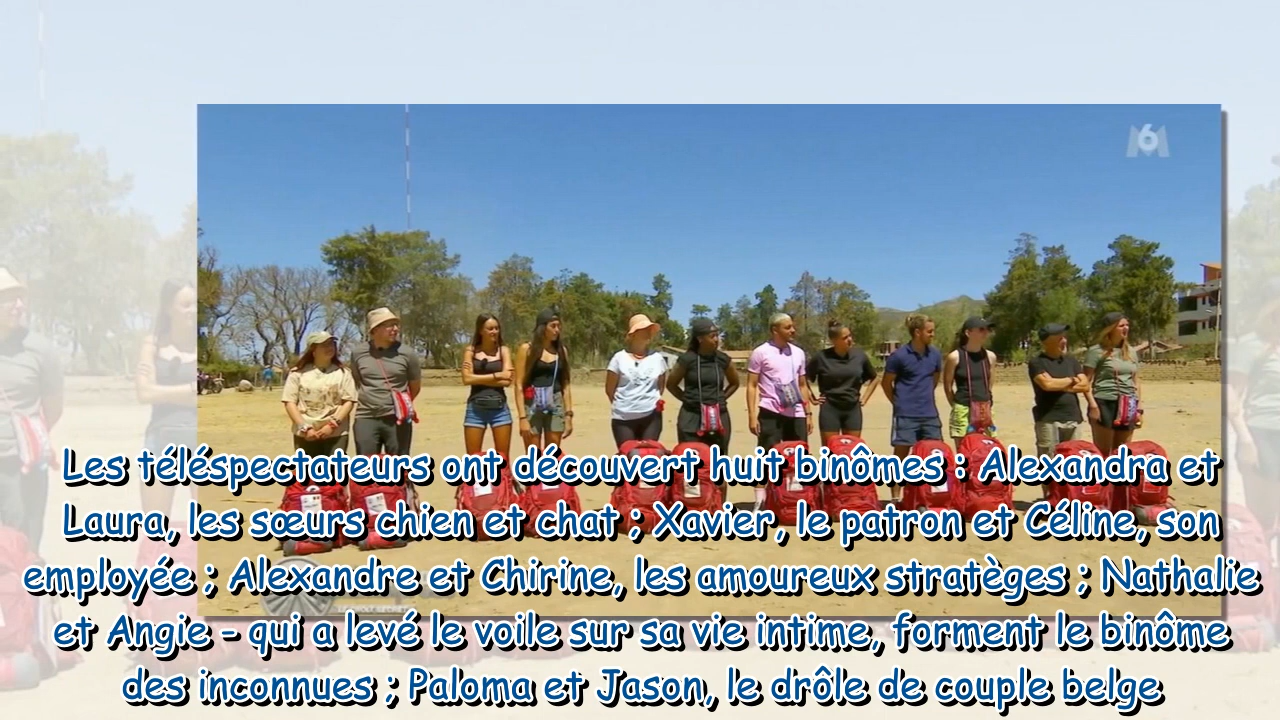 M6
Les téléspectateurs ont découvert huit binômes : Alexandra et
Laura, les sœurs chien et chat ; Xavier, le patron et Céline, son
employée ; Alexandre et Chirine, les amoureux stratèges ; Nathalie
et Angie - qui a levé le voile sur sa vie intime, forment le binôme
des inconnues ; Paloma et Jason, le drôle de couple belge